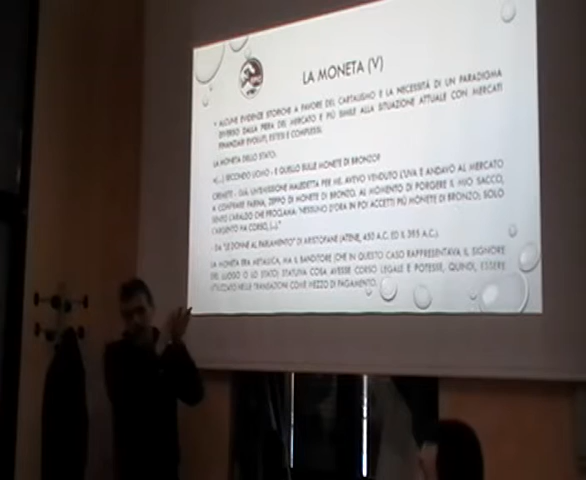 LA MONETA (V)
• ALCUNE EVIDENZE STORICHE A FAVORE DEL CARTALISMO E LA NECESSITÀ DI UN PARADIGMA
DIVERSO DALLA FIERA DEL MERCATO E PIÙ SIMILE ALLA SITUAZIONE ATTUALE CON MERCATI
FINANZIARI EVOLUTI, ESTESI E COMPLESSI.
LA MONETA DELLO STATO:
«(...) SECONDO UOMO - E QUELLO SULLE MONETE DI BRONZO?
CREMETE - GIÀ, UN'EMISSIONE MALEDETTA PER ME. AVEVO VENDUTO L'UVA E ANDAVO AL MERCATO
A COMPRARE FARINA, ZEPPO DI MONETE DI BRONZO. AL MOMENTO DI PORGERE IL MIO SACCO,
SENTO L'ARALDO CHE PROCLAMA: "NESSUNO D'ORA IN POI ACCETTI PIÙ MONETE DI BRONZO; SOLO
L'ARGENTO HA CORSO, (...)."
- DA "LE DONNE AL PARLAMENTO" DI ARISTOFANE (ATENE, 450 A.C. ED IL 385 A.C.).
LA MONETA ERA METALLICA, MA IL BANDITORE (CHE IN QUESTO CASO RAPPRESENTAVA IL SIGNORE
DEL LUOGO O LO STATO) STATUIVA COSA AVESSE CORSO LEGALE E POTESSE, QUINDI, ESSERE
UTILIZZATO NELLE TRANSAZIONI COME MEZZO DI PAGAMENTO.